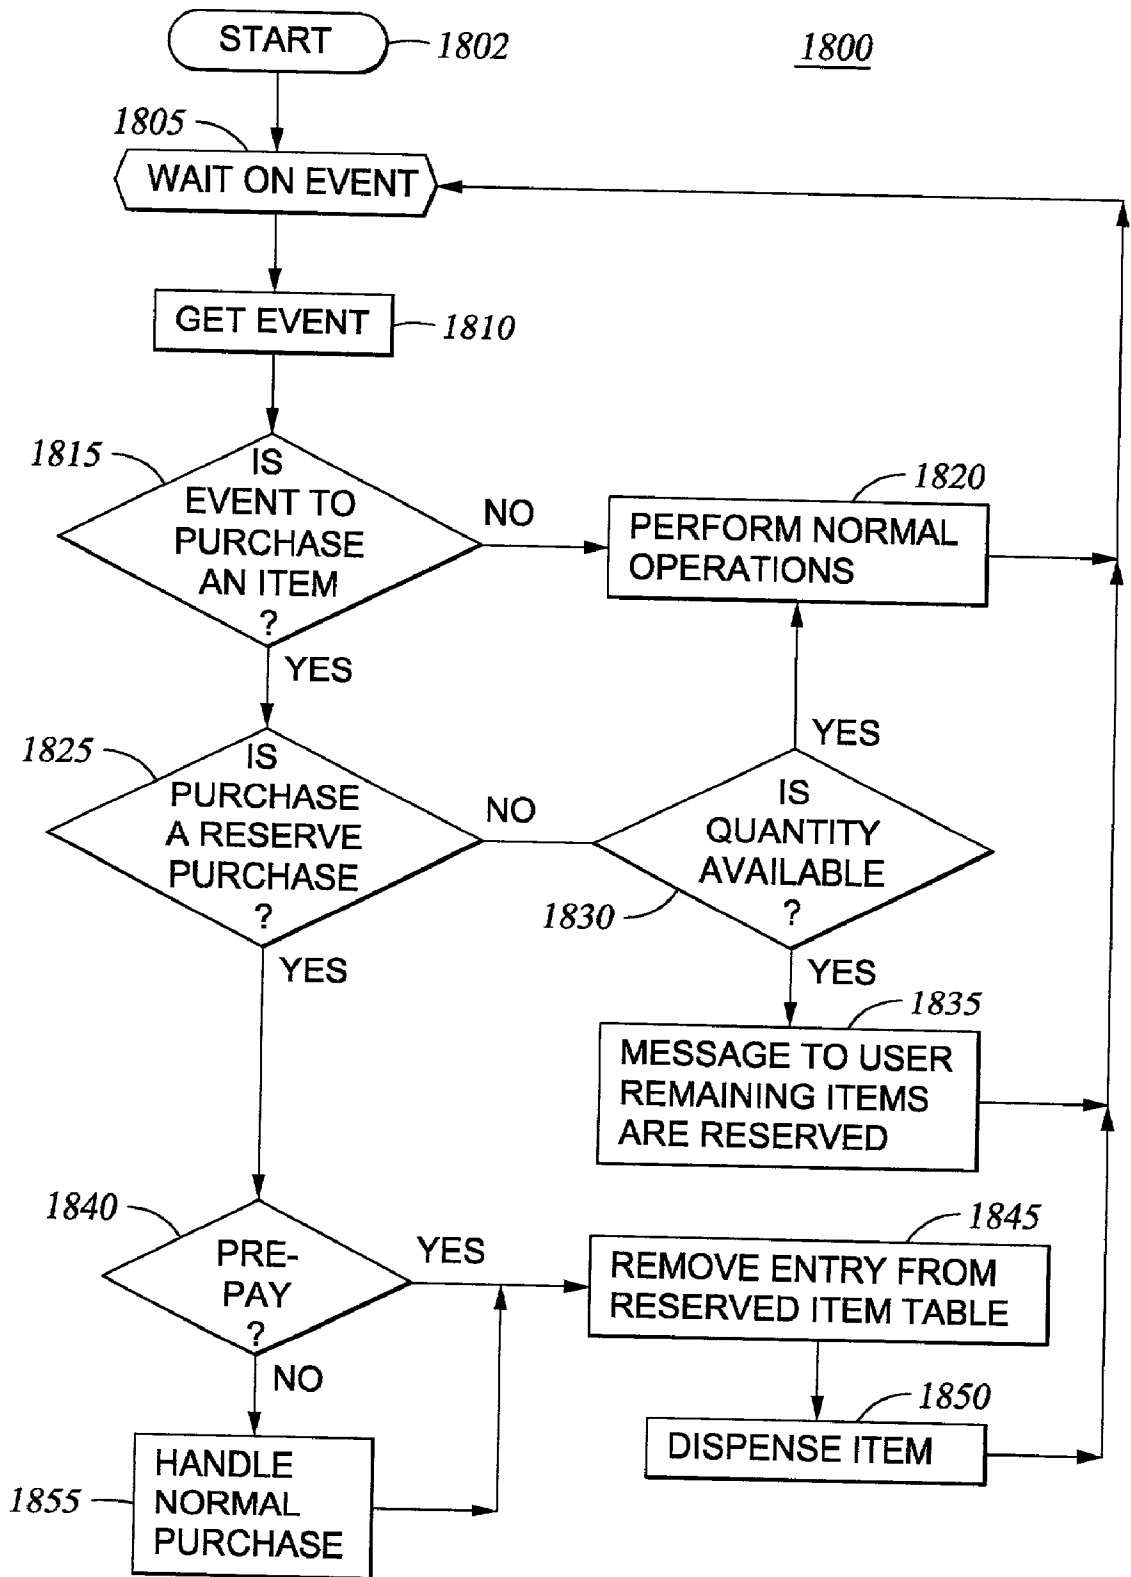 START
1802
1800
1805
WAIT ON EVENT
GET EVENT
1810
1815
IS
EVENT TO
PURCHASE
AN ITEM
?
NO
YES
1820
PERFORM NORMAL
OPERATIONS
1825
IS
PURCHASE
A RESERVE
PURCHASE
?
NO
YES
YES
IS
QUANTITY
AVAILABLE
?
1830
YES
1835
MESSAGE TO USER
REMAINING ITEMS
ARE RESERVED
1840
PRE-
PAY
?
YES
NO
1845
REMOVE ENTRY FROM
RESERVED ITEM TABLE
1850
DISPENSE ITEM
1855
HANDLE
NORMAL
PURCHASE